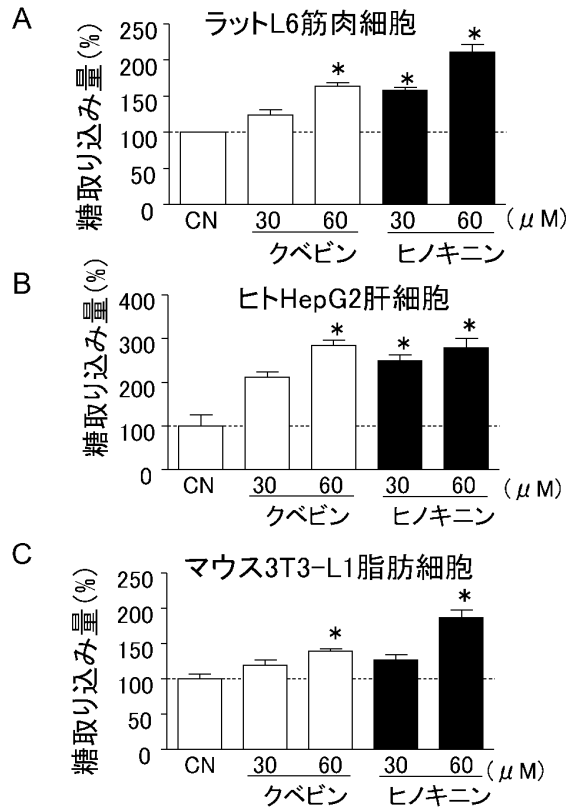 A
ラットL6筋肉細胞
糖取り込み量(%)
250
200
150
100
50
0
* * *
CN 30 60 30 60 (μM)
クベビン ヒノキニン
B
ヒトHepG2肝細胞
糖取り込み量(%)
400
300
200
100
0
* * *
CN 30 60 30 60 (μM)
クベビン ヒノキニン
C
マウス3T3-L1脂肪細胞
糖取り込み量(%)
250
200
150
100
50
0
* *
CN 30 60 30 60 (μM)
クベビン ヒノキニン